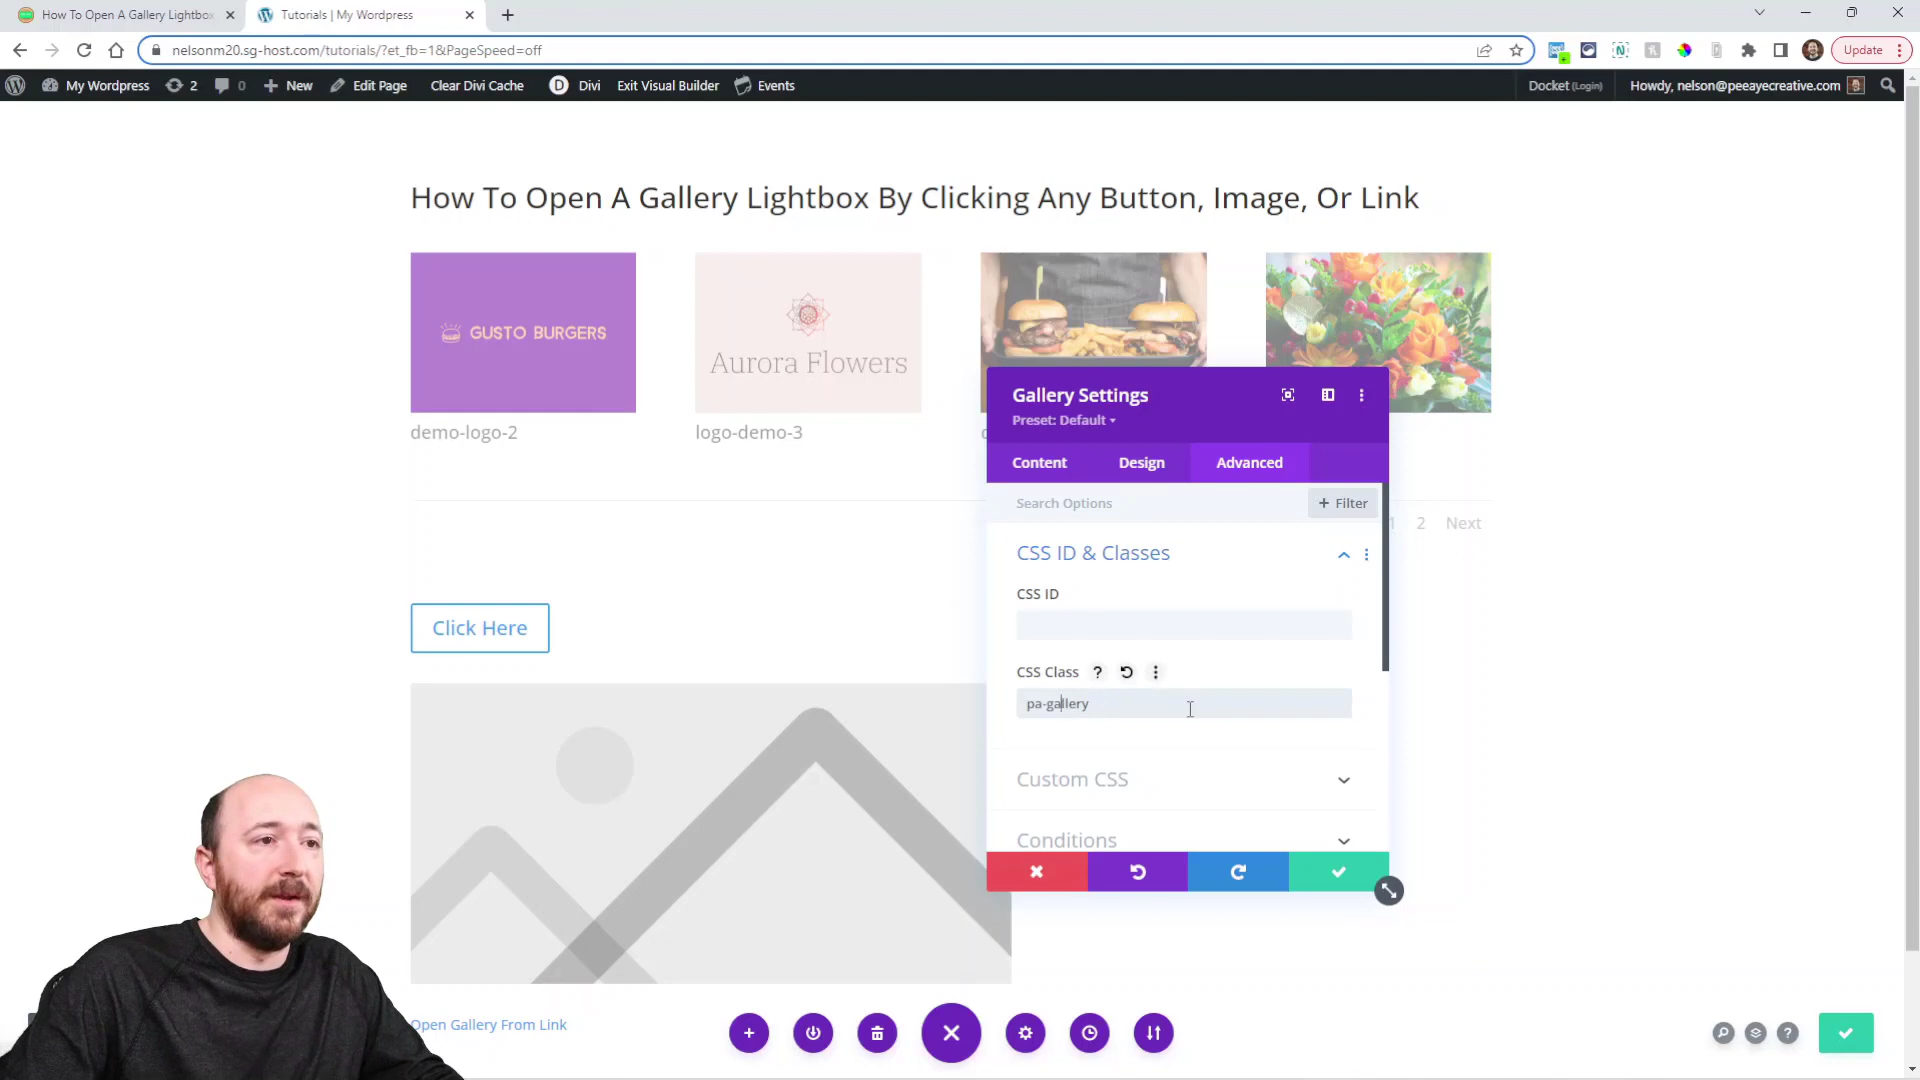 How To Open A Gallery Lightbox
Tutorials | My Wordpress
nelsonm20.sg-host.com/tutorials/?et_fb=1&PageSpeed=off
Update
My Wordpress
2
0
New
Edit Page
Clear Divi Cache
D
Divi
Exit Visual Builder
Events
Docket (Login)
Howdy, nelson@peeayecreative.com
How To Open A Gallery Lightbox By Clicking Any Button, Image, Or Link
GUSTO BURGERS
Aurora Flowers
demo-logo-2
logo-demo-3
Gallery Settings
Preset: Default
Content
Design
Advanced
Search Options
+ Filter
1
2
Next
CSS ID & Classes
CSS ID
CSS Class
?
pa-gallery
Click Here
Custom CSS
Conditions
Open Gallery From Link
?